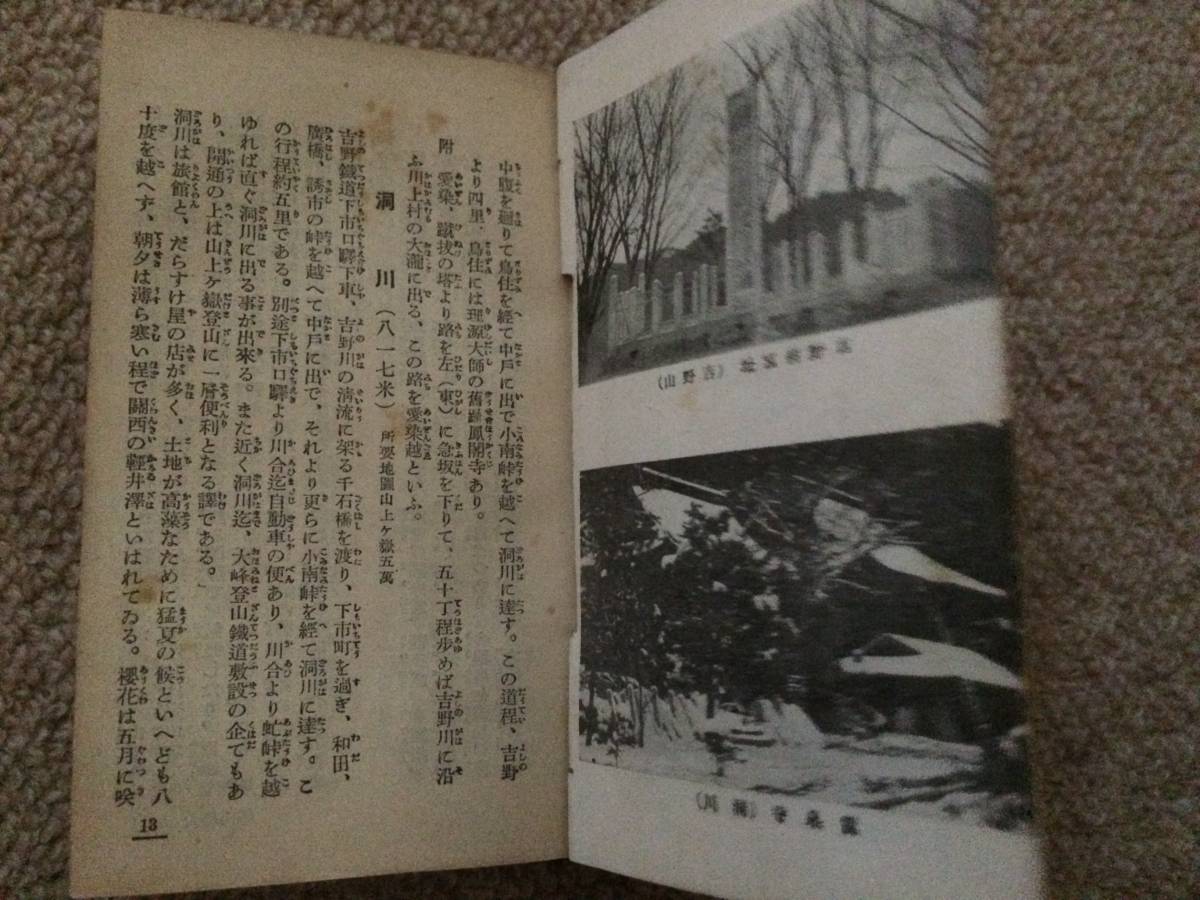 中腹を廻りて鳥住を經て中戸に出で小南峠を越へて洞川に達す。この道程、吉野
より四里、鳥住には理源大師の舊蹟鳳閣寺あり。
附 愛染、蹴抜の塔より路を左（東）に急坂を下りて、五十丁程歩めば吉野川に沿
ふ川上村の大瀧に出る、この路を愛染越といふ。
洞川（八一七米）所要地圖山上ケ嶽五萬
吉野鐵道下市口驛下車、吉野川の淸流に架る千石橋を渡り、下市町を過ぎ、和田、
廣橋、誘市の峠を越へて中戸に出で、それより更らに小南峠を經て洞川に達す。こ
の行程約五里である。別途下市口驛より川合迄自動車の便あり、川合より虻峠を越
ゆれば直ぐ洞川に出る事が出來る。また近く洞川迄、大峰登山鐵道敷設の企てもあ
り、開通の上は山上ケ嶽登山に一層便利となる譯である。」
洞川は旅館と、だらすけ屋の店が多く、土地が高藻なために猛夏の候といへども八
十度を越へず、朝夕は薄ら寒い程で關西の輕井澤といはれてゐる。櫻花は五月に咲
13
（吉野山）
（洞川）龍泉寺